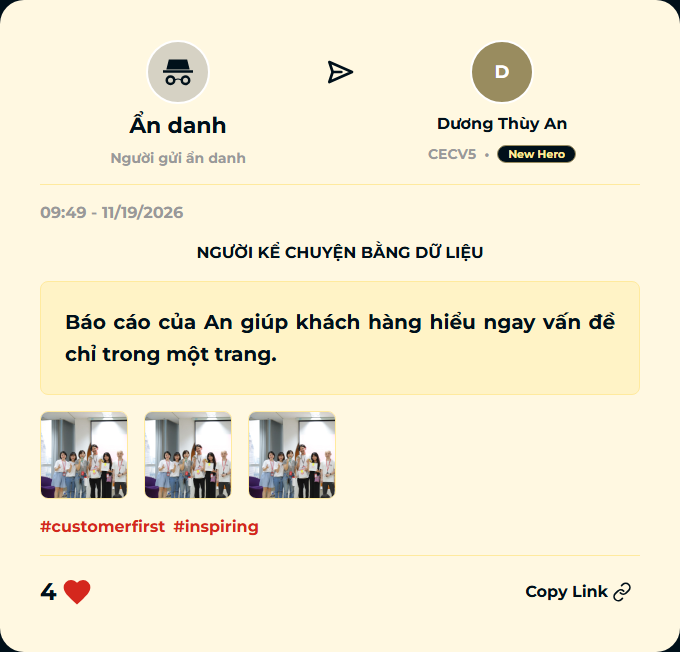 Ẩn danh
Người gửi ẩn danh
D
Dương Thùy An
CECV5 • New Hero
09:49 - 11/19/2026
NGƯỜI KỂ CHUYỆN BẰNG DỮ LIỆU
Báo cáo của An giúp khách hàng hiểu ngay vấn đề
chỉ trong một trang.
#customerfirst #inspiring
4
Copy Link